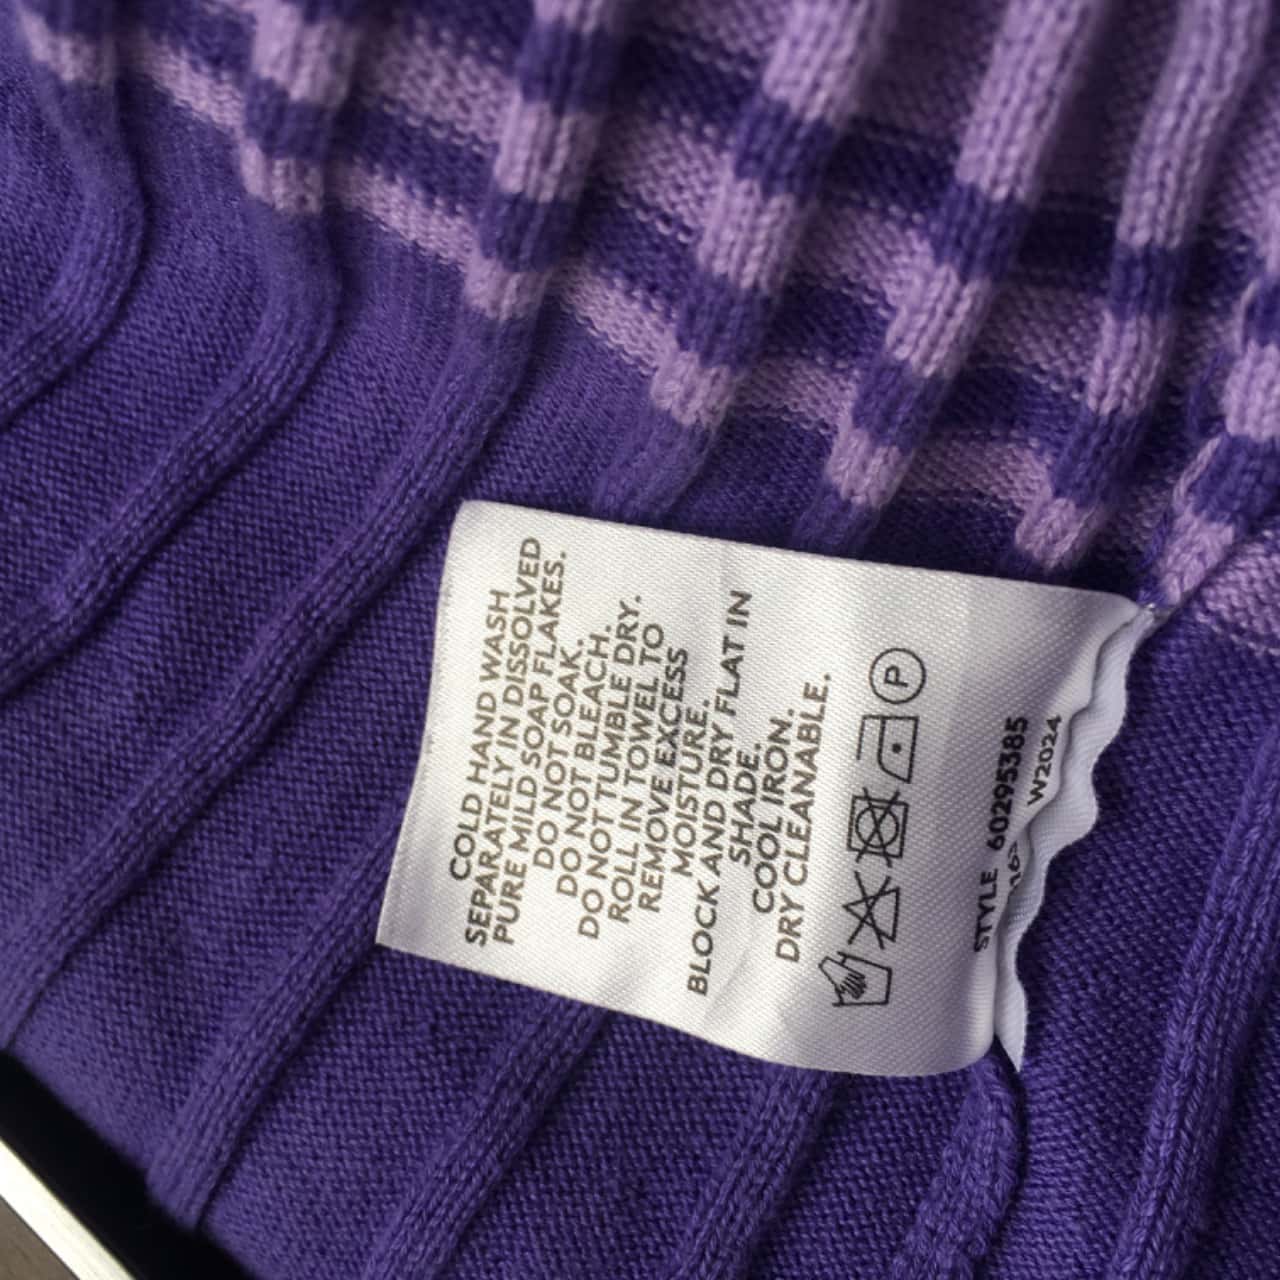 COLD HAND WASH
SEPARATELY IN DISSOLVED
PURE MILD SOAP FLAKES.
DO NOT SOAK.
DO NOT BLEACH.
DO NOT TUMBLE DRY.
ROLL IN TOWEL TO
REMOVE EXCESS
MOISTURE.
BLOCK AND DRY FLAT IN
SHADE.
COOL IRON.
DRY CLEANABLE.
P
STYLE 60295385
W2024